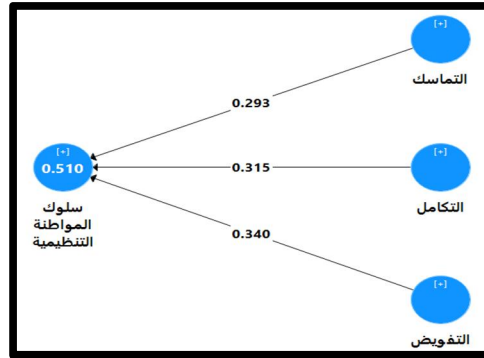 [+]
التماسك
0.293
[+]
0.510
سلوك
المواطنة
التنظيمية
0.315
[+]
التكامل
0.340
[+]
التفويض